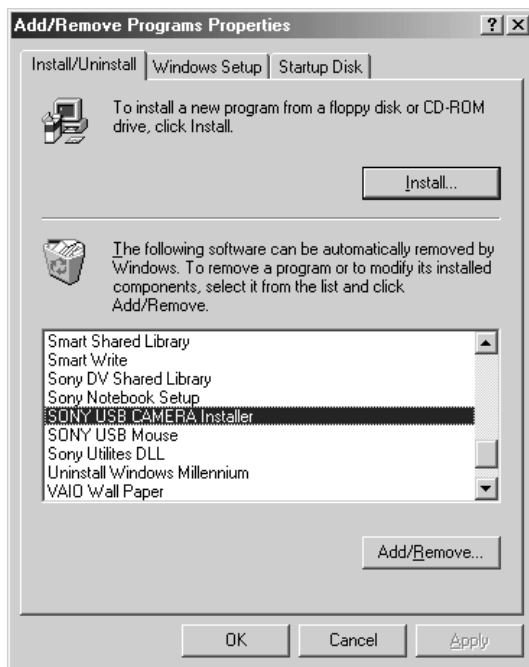 Add/Remove Programs Properties
Install/Uninstall
Windows Setup
Startup Disk
To install a new program from a floppy disk or CD-ROM
drive, click Install.
Install...
The following software can be automatically removed by
Windows. To remove a program or to modify its installed
components, select it from the list and click
Add/Remove.
Smart Shared Library
Smart Write
Sony DV Shared Library
Sony Notebook Setup
SONY USB CAMERA Installer
SONY USB Mouse
Sony Utilites DLL
Uninstall Windows Millennium
VAIO Wall Paper
Add/Remove...
OK
Cancel
Apply